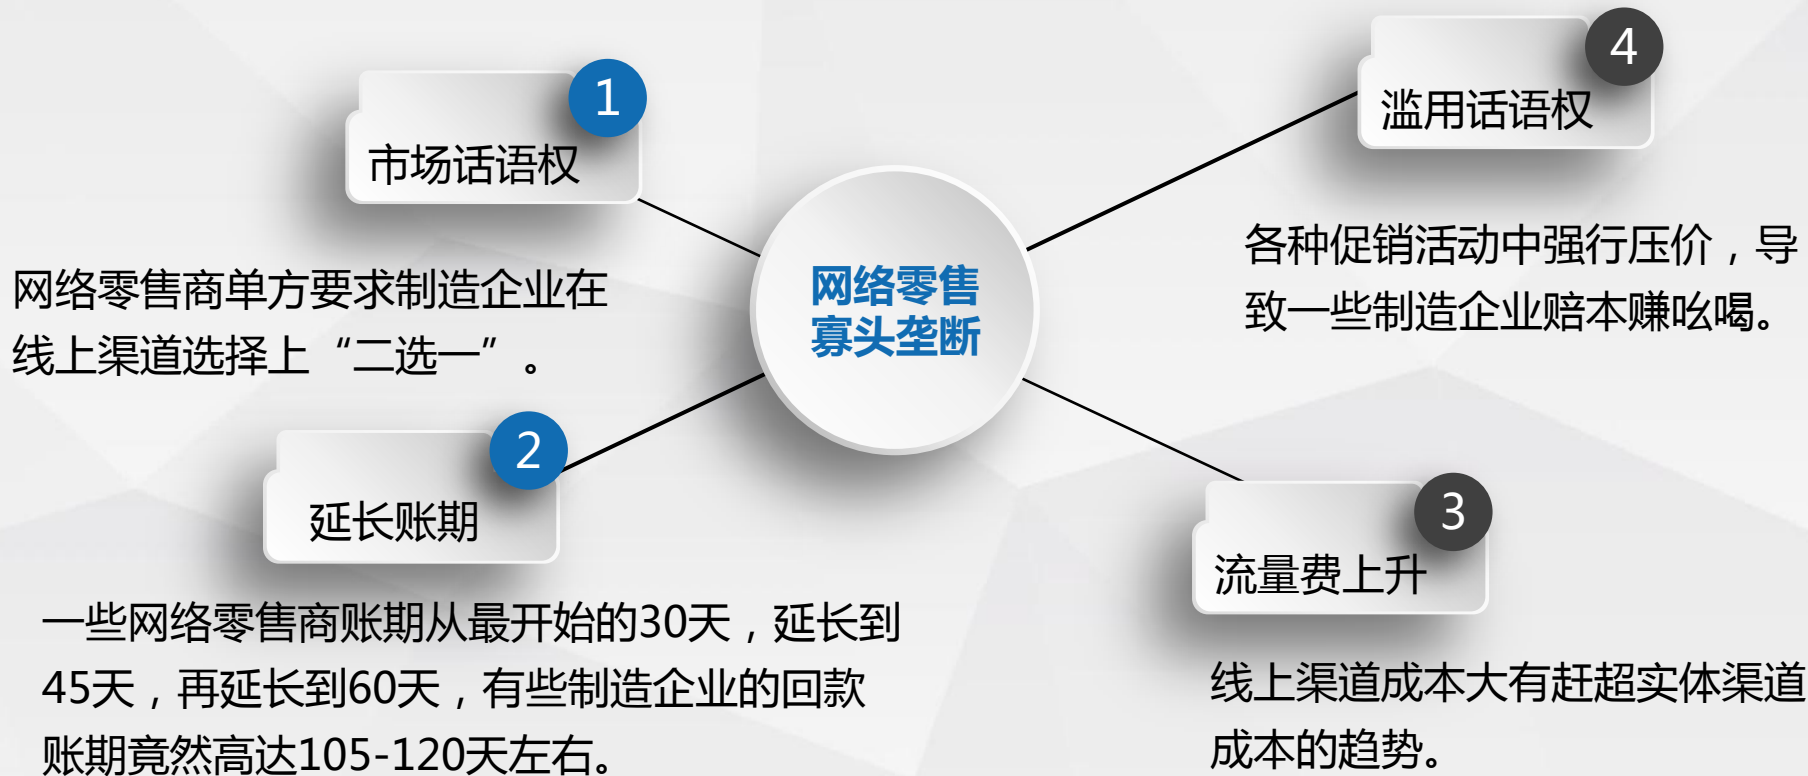 1
市场话语权
网络零售商单方要求制造企业在
线上渠道选择上“二选一”。
2
延长账期
一些网络零售商账期从最开始的30天，延长到
45天，再延长到60天，有些制造企业的回款
账期竟然高达105-120天左右。
网络零售
寡头垄断
4
滥用话语权
各种促销活动中强行压价，导
致一些制造企业赔本赚吆喝。
3
流量费上升
线上渠道成本大有赶超实体渠道
成本的趋势。